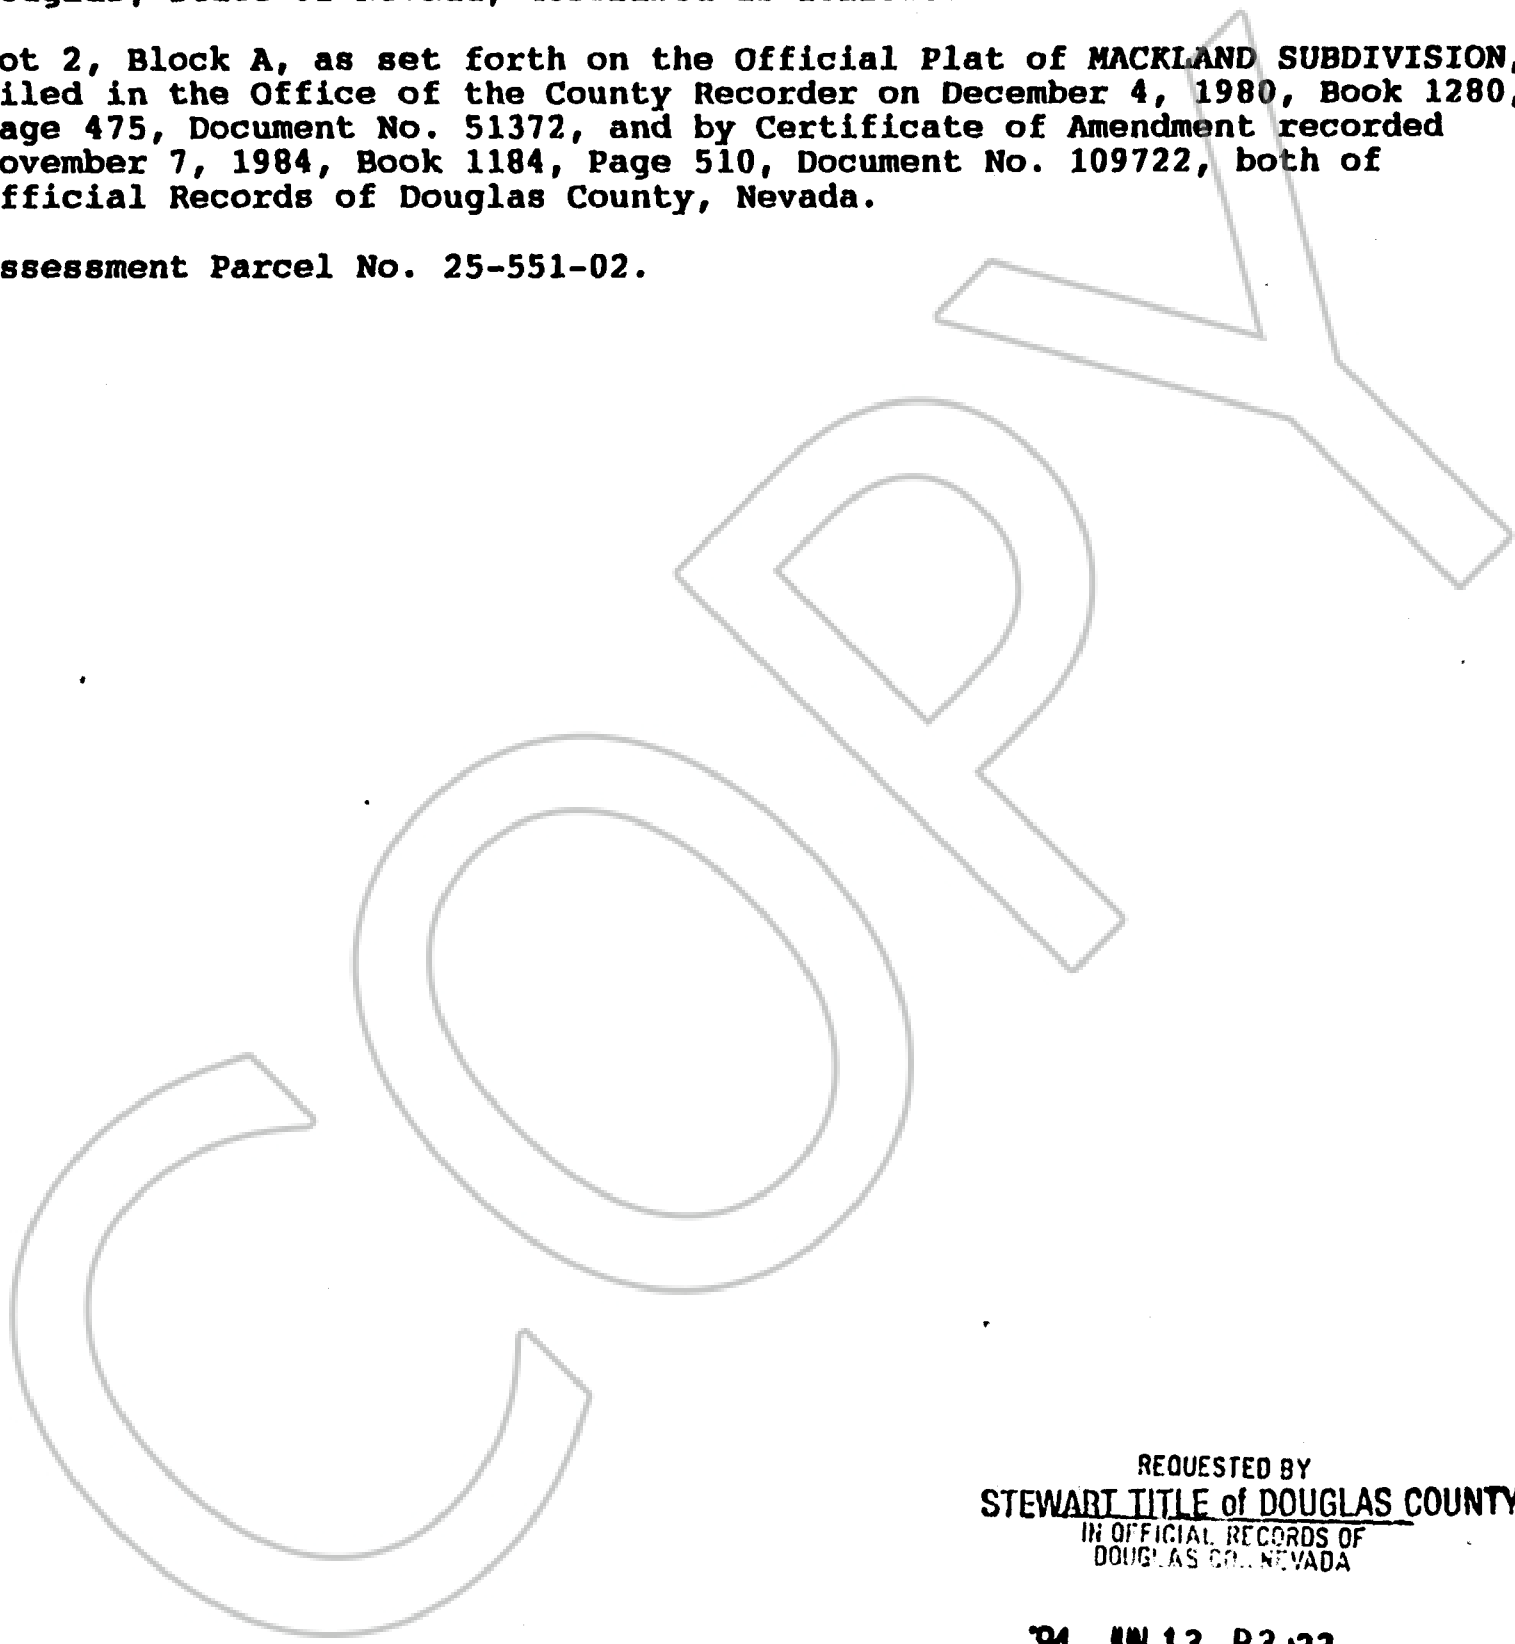 ot 2, Block A, as set forth on the Official Plat of MACKLAND SUBDIVISION,
iled in the Office of the County Recorder on December 4, 1980, Book 1280,
age 475, Document No. 51372, and by Certificate of Amendment recorded
ovember 7, 1984, Book 1184, Page 510, Document No. 109722, both of
fficial Records of Douglas County, Nevada.
ssessment Parcel No. 25-551-02.
COPY
REQUESTED BY
STEWART TITLE of DOUGLAS COUNTY
IN OFFICIAL RECORDS OF
DOUGLAS CO., NEVADA
'94 JUN 13